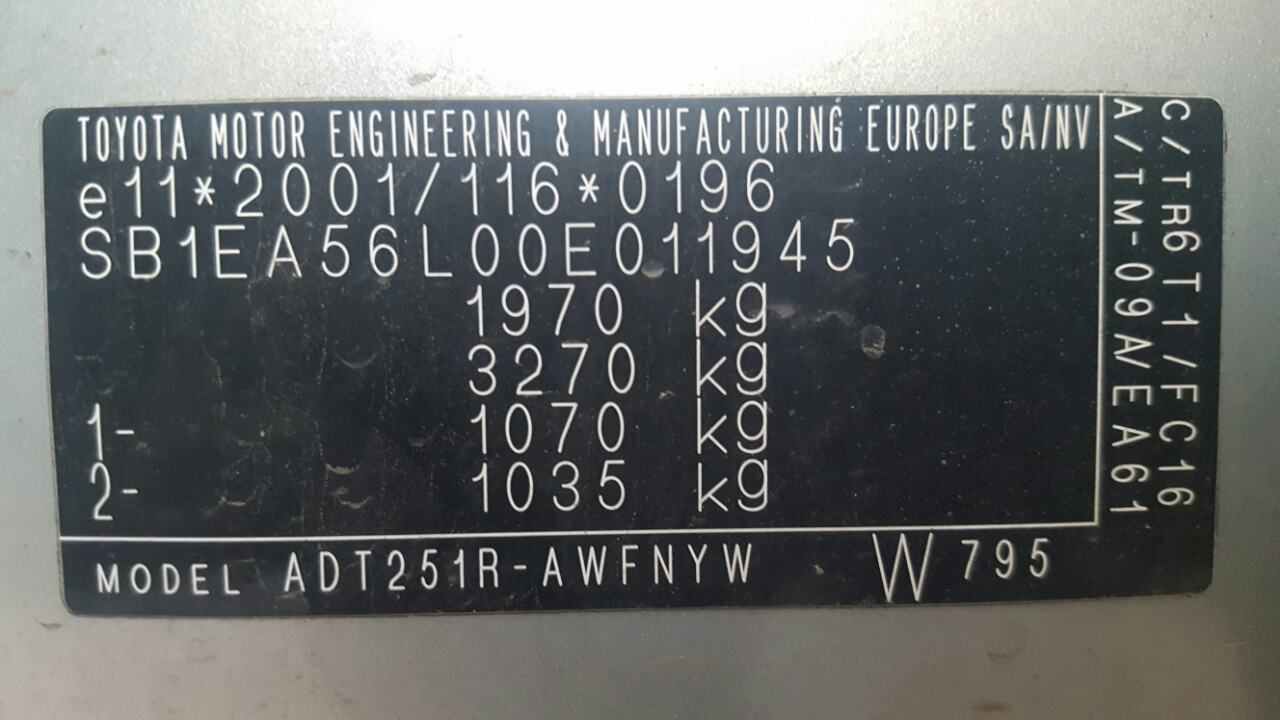 TOYOTA MOTOR ENGINEERING & MANUFACTURING EUROPE SA/NV
e11*2001/116*0196
SB1EA56L00E011945
1970 kg
3270 kg
1- 1070 kg
2- 1035 kg
MODEL ADT251R-AWFNYW W 795
C/TR6T1/FC16
A/TM-09A/EA61